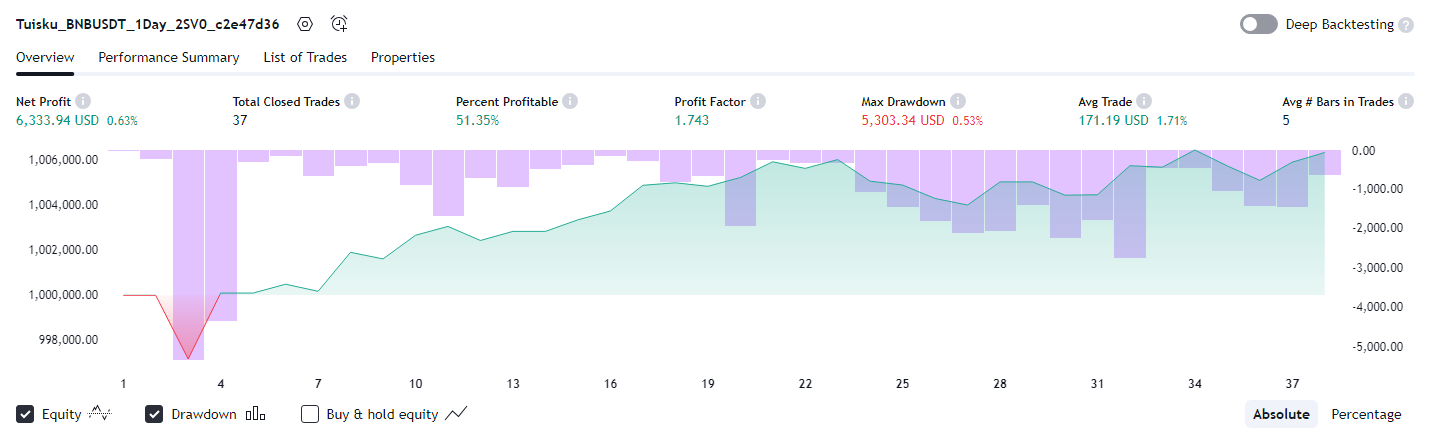 Tuisku_BNBUSDT_1Day_2SV0_c2e47d36 Deep Backtesting ?
Overview Performance Summary List of Trades Properties
Net Profit i Total Closed Trades i Percent Profitable i Profit Factor i Max Drawdown i Avg Trade i Avg # Bars in Trades i
6,333.94 USD 0.63% 37 51.35% 1.743 5,303.34 USD 0.53% 171.19 USD 1.71% 5
1,006,000.00 0.00
1,004,000.00 -1,000.00
1,002,000.00 -2,000.00
1,000,000.00 -3,000.00
998,000.00 -4,000.00
-5,000.00
1 4 7 10 13 16 19 22 25 28 31 34 37
Equity Drawdown Buy & hold equity Absolute Percentage